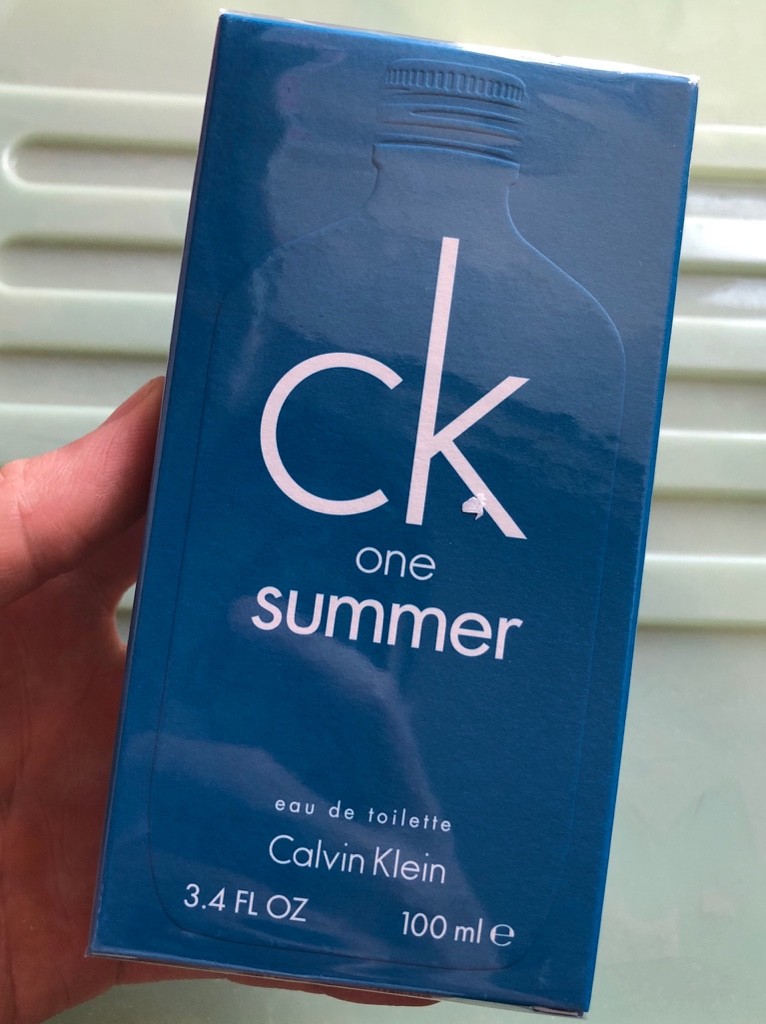 ck
one
summer
eau de toilette
Calvin Klein
3.4 FL OZ 100 ml ℮